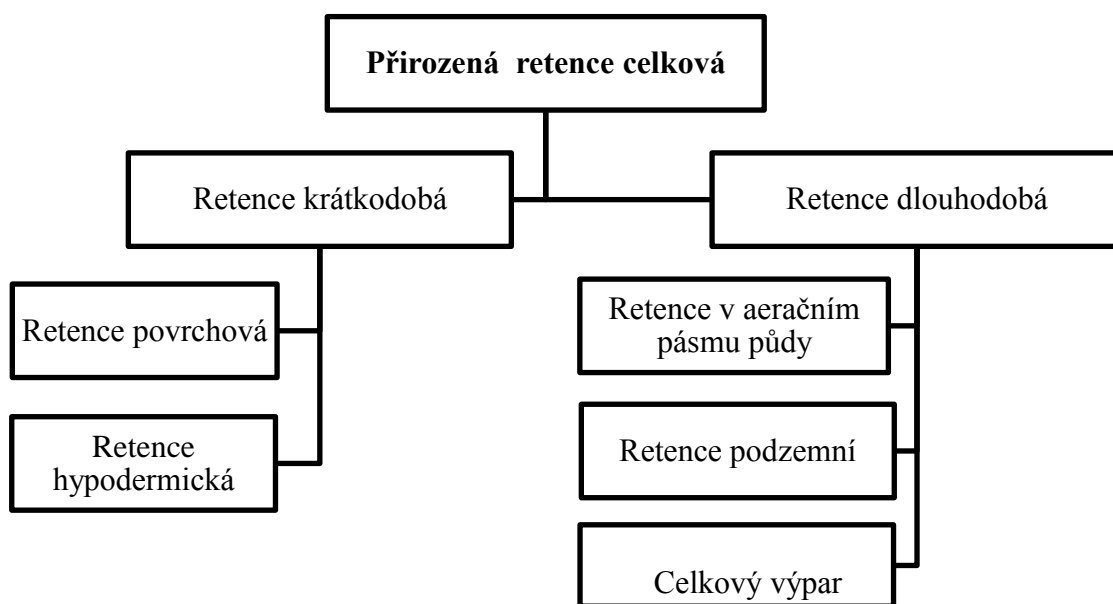 Přirozená retence celková
Retence krátkodobá
Retence dlouhodobá
Retence povrchová
Retence
hypodermická
Retence v aeračním
pásmu půdy
Retence podzemní
Celkový výpar